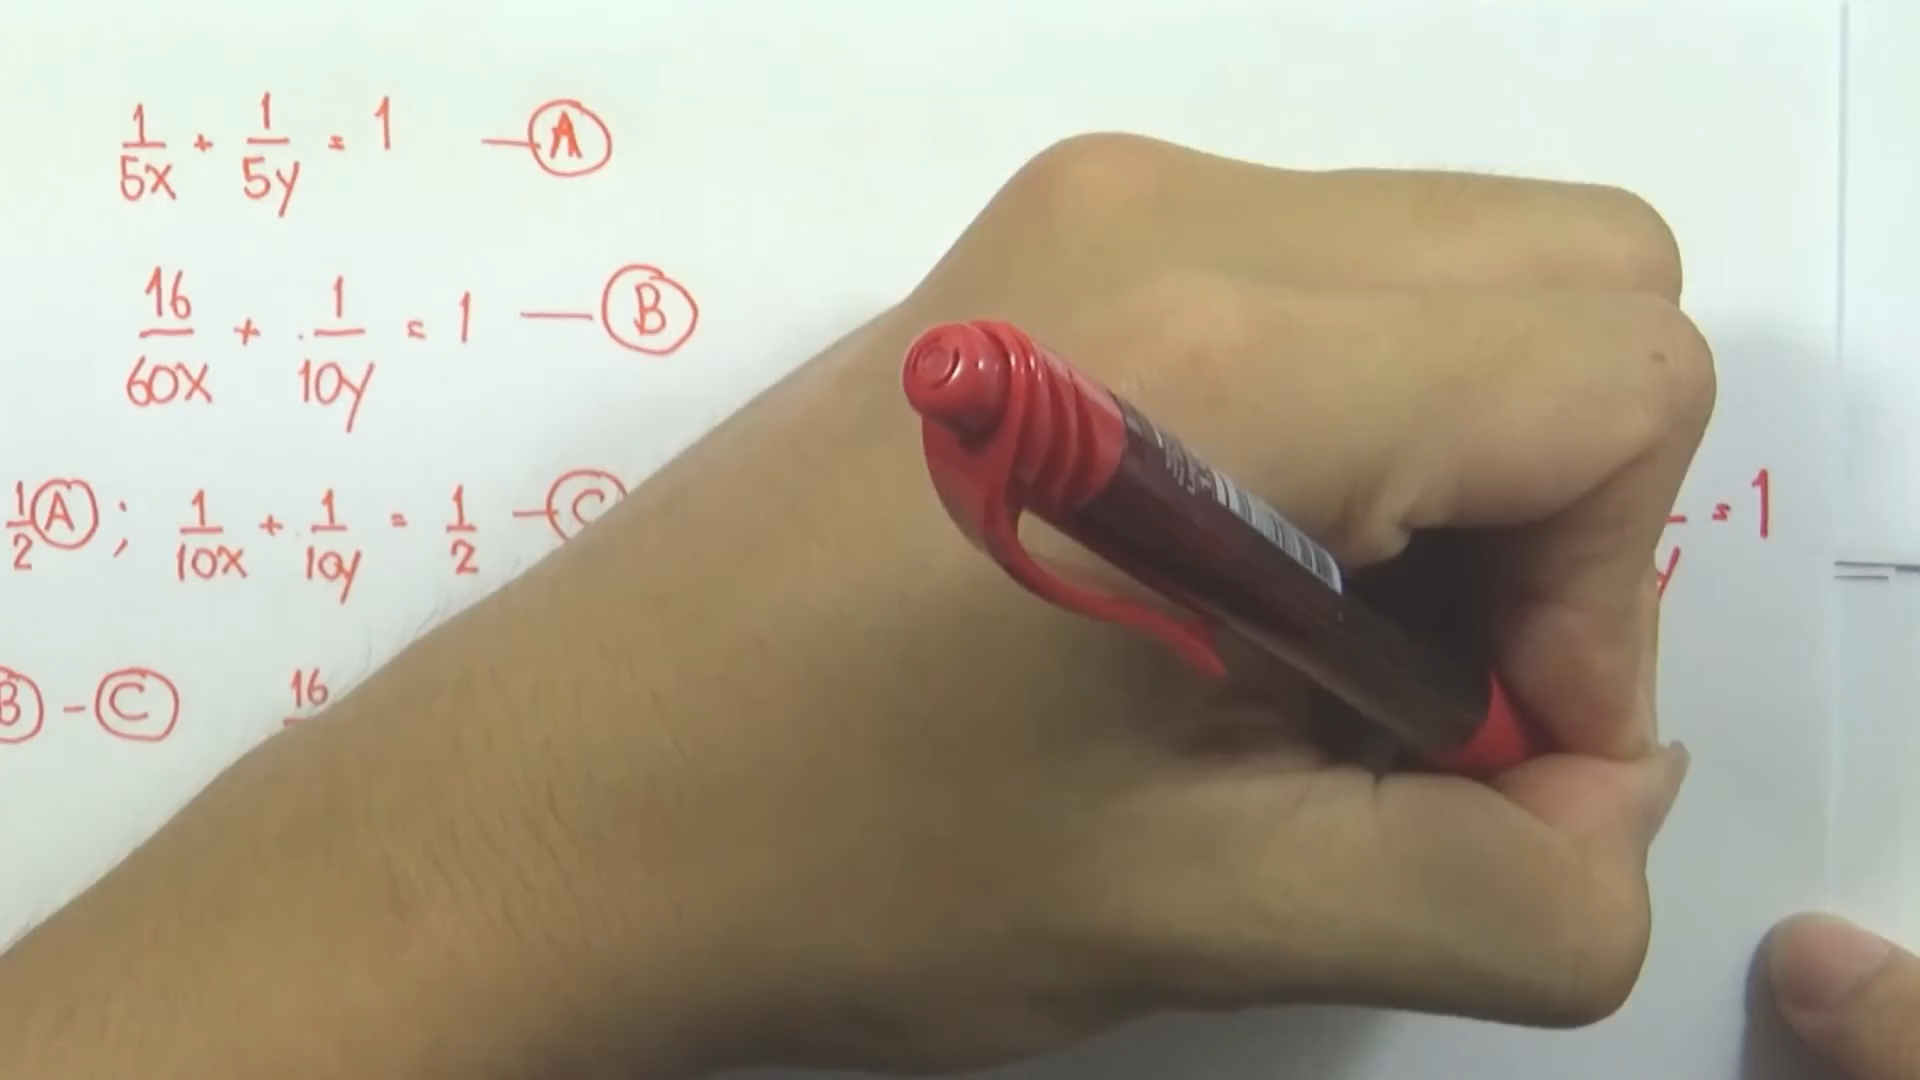 1/5x + 1/5y = 1 — A
16/60x + 1/10y = 1 — B
1/2 A ; 1/10x + 1/10y = 1/2 — C
= 1
B - C 16